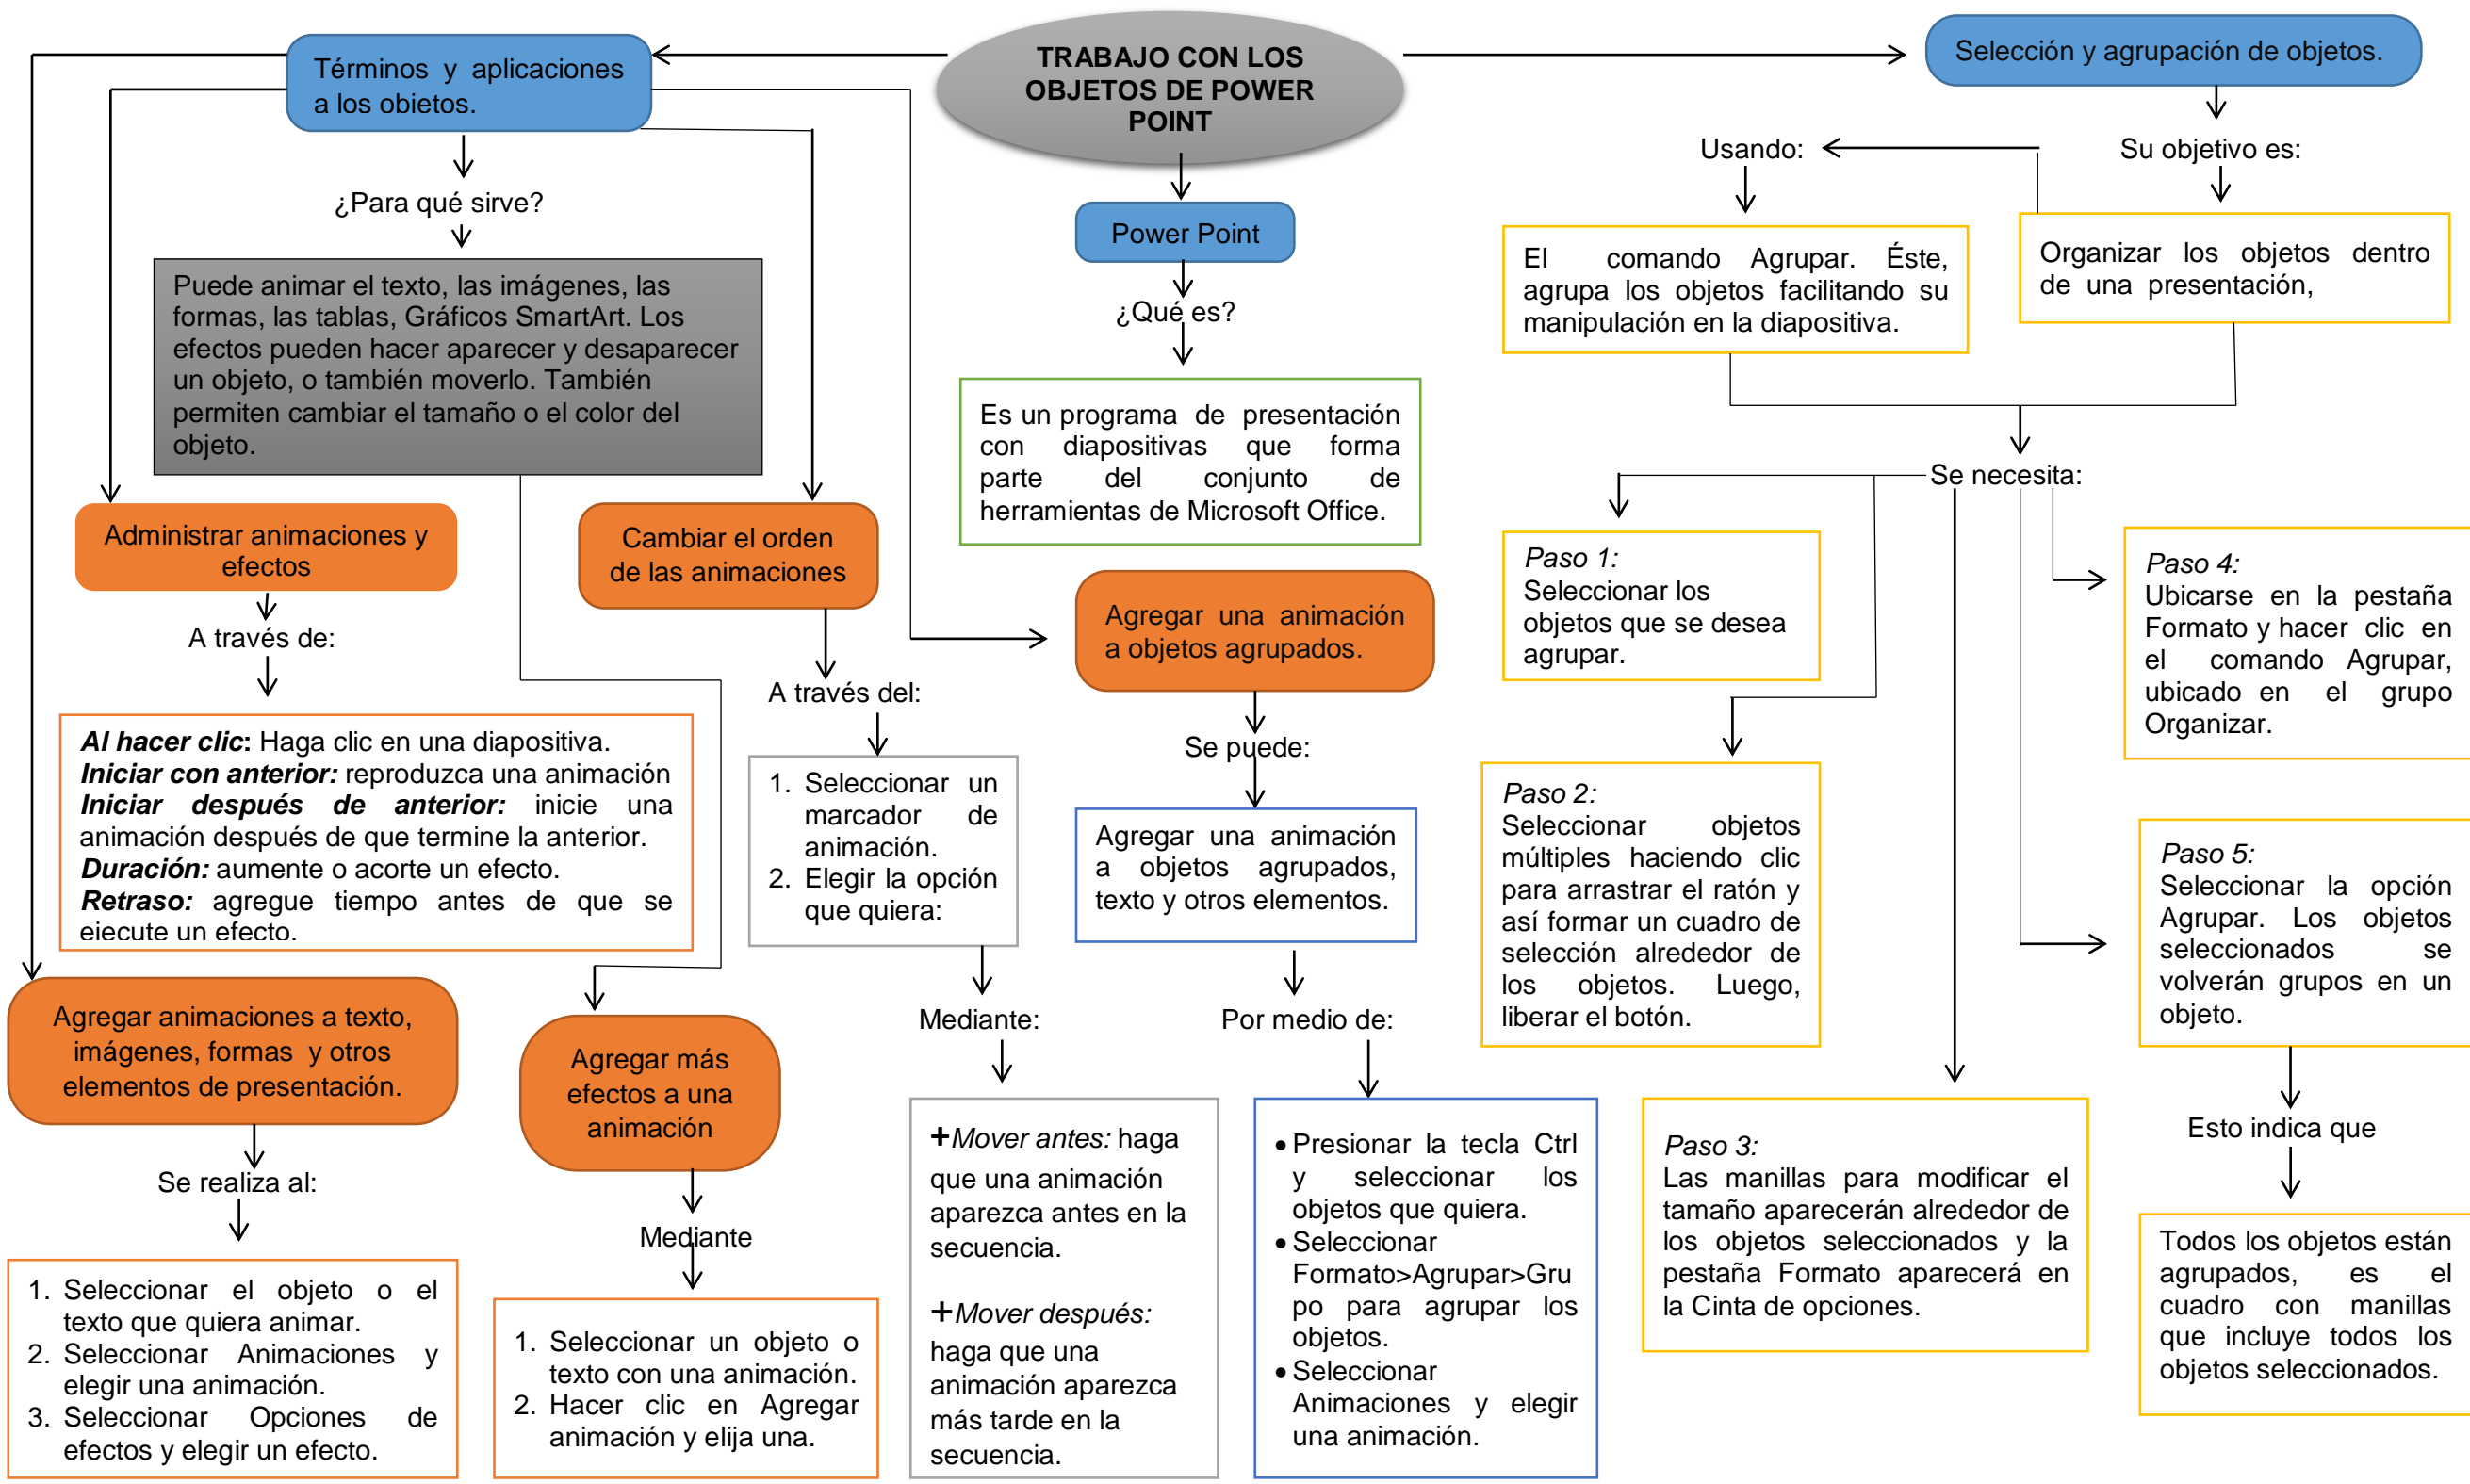 TRABAJO CON LOS
OBJETOS DE POWER
POINT
Términos y aplicaciones
a los objetos.
¿Para qué sirve?
Puede animar el texto, las imágenes, las
formas, las tablas, Gráficos SmartArt. Los
efectos pueden hacer aparecer y desaparecer
un objeto, o también moverlo. También
permiten cambiar el tamaño o el color del
objeto.
Administrar animaciones y
efectos
A través de:
Al hacer clic: Haga clic en una diapositiva.
Iniciar con anterior: reproduzca una animación
Iniciar después de anterior: inicie una
animación después de que termine la anterior.
Duración: aumente o acorte un efecto.
Retraso: agregue tiempo antes de que se
ejecute un efecto.
Agregar animaciones a texto,
imágenes, formas y otros
elementos de presentación.
Se realiza al:
1. Seleccionar el objeto o el
texto que quiera animar.
2. Seleccionar Animaciones y
elegir una animación.
3. Seleccionar Opciones de
efectos y elegir un efecto.
Agregar más
efectos a una
animación
Mediante
1. Seleccionar un objeto o
texto con una animación.
2. Hacer clic en Agregar
animación y elija una.
Cambiar el orden
de las animaciones
A través del:
1. Seleccionar un
marcador de
animación.
2. Elegir la opción
que quiera:
Mediante:
+Mover antes: haga
que una animación
aparezca antes en la
secuencia.
+Mover después:
haga que una
animación aparezca
más tarde en la
secuencia.
Power Point
¿Qué es?
Es un programa de presentación
con diapositivas que forma
parte del conjunto de
herramientas de Microsoft Office.
Agregar una animación
a objetos agrupados.
Se puede:
Agregar una animación
a objetos agrupados,
texto y otros elementos.
Por medio de:
• Presionar la tecla Ctrl
y seleccionar los
objetos que quiera.
• Seleccionar
Formato>Agrupar>Gru
po para agrupar los
objetos.
• Seleccionar
Animaciones y elegir
una animación.
Selección y agrupación de objetos.
Su objetivo es:
Organizar los objetos dentro
de una presentación,
Usando:
El comando Agrupar. Éste,
agrupa los objetos facilitando su
manipulación en la diapositiva.
Se necesita:
Paso 1:
Seleccionar los
objetos que se desea
agrupar.
Paso 2:
Seleccionar objetos
múltiples haciendo clic
para arrastrar el ratón y
así formar un cuadro de
selección alrededor de
los objetos. Luego,
liberar el botón.
Paso 3:
Las manillas para modificar el
tamaño aparecerán alrededor de
los objetos seleccionados y la
pestaña Formato aparecerá en
la Cinta de opciones.
Paso 4:
Ubicarse en la pestaña
Formato y hacer clic en
el comando Agrupar,
ubicado en el grupo
Organizar.
Paso 5:
Seleccionar la opción
Agrupar. Los objetos
seleccionados se
volverán grupos en un
objeto.
Esto indica que
Todos los objetos están
agrupados, es el
cuadro con manillas
que incluye todos los
objetos seleccionados.